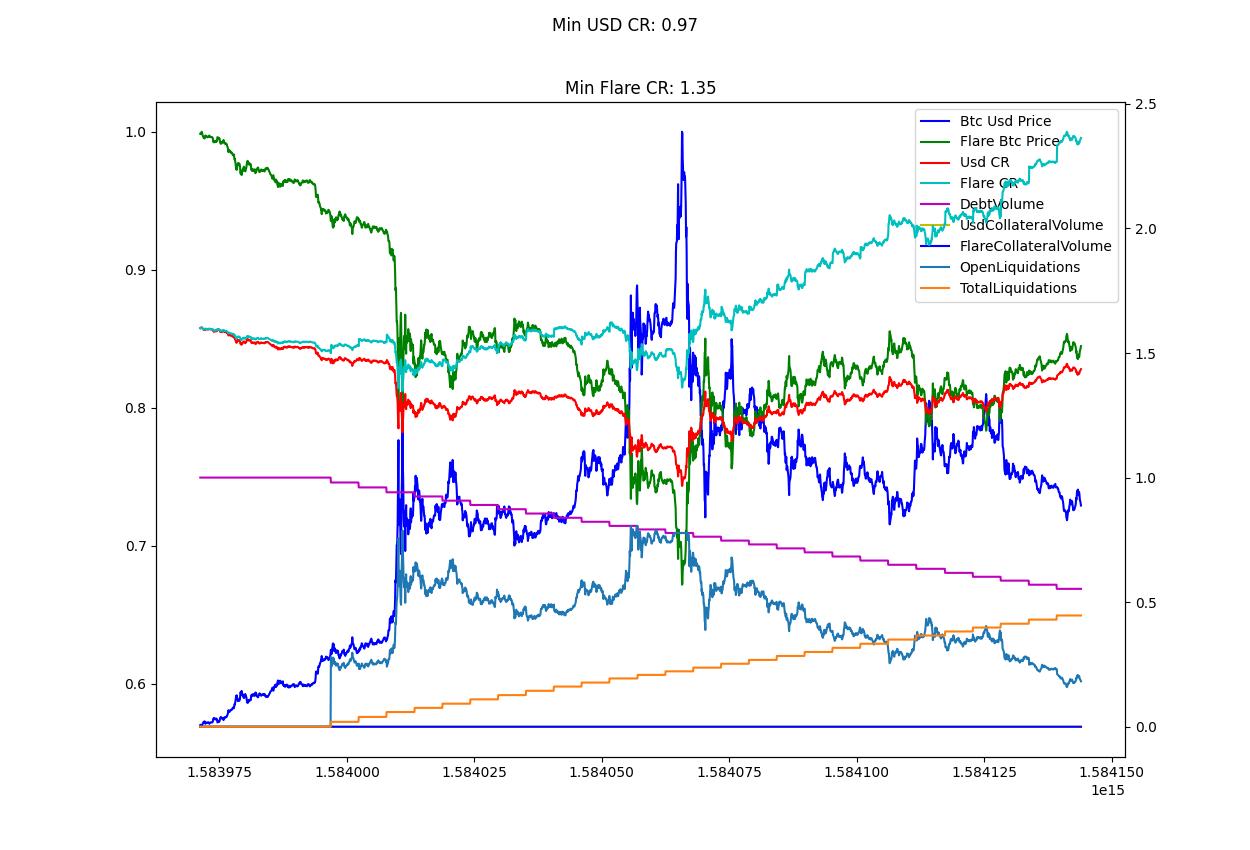 Min USD CR: 0.97
Min Flare CR: 1.35
1.0
0.9
0.8
0.7
0.6
2.5
2.0
1.5
1.0
0.5
0.0
Btc Usd Price
Flare Btc Price
Usd CR
Flare CR
DebtVolume
UsdCollateralVolume
FlareCollateralVolume
OpenLiquidations
TotalLiquidations
1.583975 1.584000 1.584025 1.584050 1.584075 1.584100 1.584125 1.584150
1e15